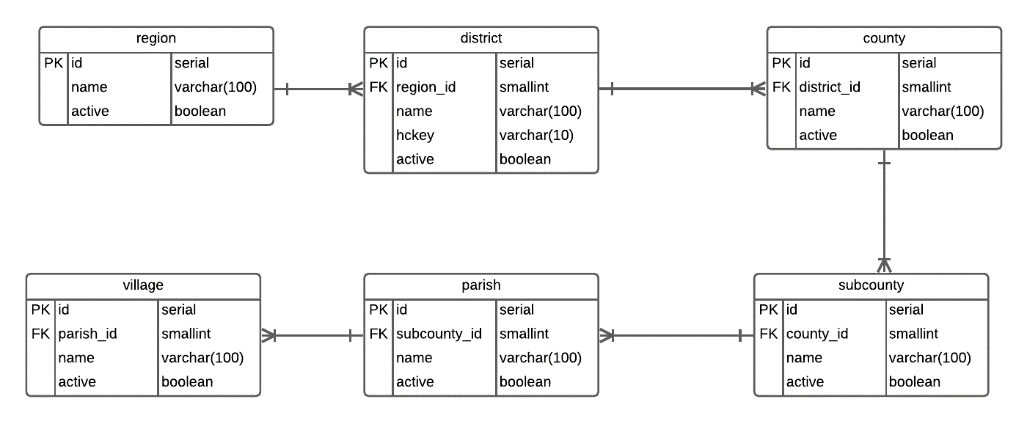 region
PK id serial
name varchar(100)
active boolean
district
PK id serial
FK region_id smallint
name varchar(100)
hckey varchar(10)
active boolean
county
PK id serial
FK district_id smallint
name varchar(100)
active boolean
village
PK id serial
FK parish_id smallint
name varchar(100)
active boolean
parish
PK id serial
FK subcounty_id smallint
name varchar(100)
active boolean
subcounty
PK id serial
FK county_id smallint
name varchar(100)
active boolean